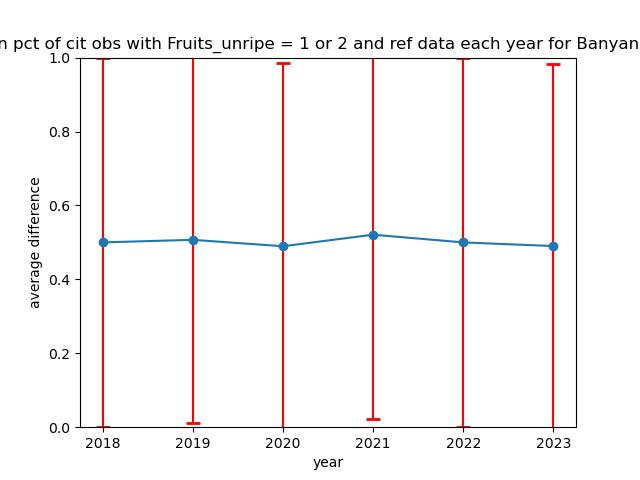 n pct of cit obs with Fruits_unripe = 1 or 2 and ref data each year for Banyan
1.0
0.8
0.6
0.4
0.2
0.0
average difference
2018 2019 2020 2021 2022 2023
year